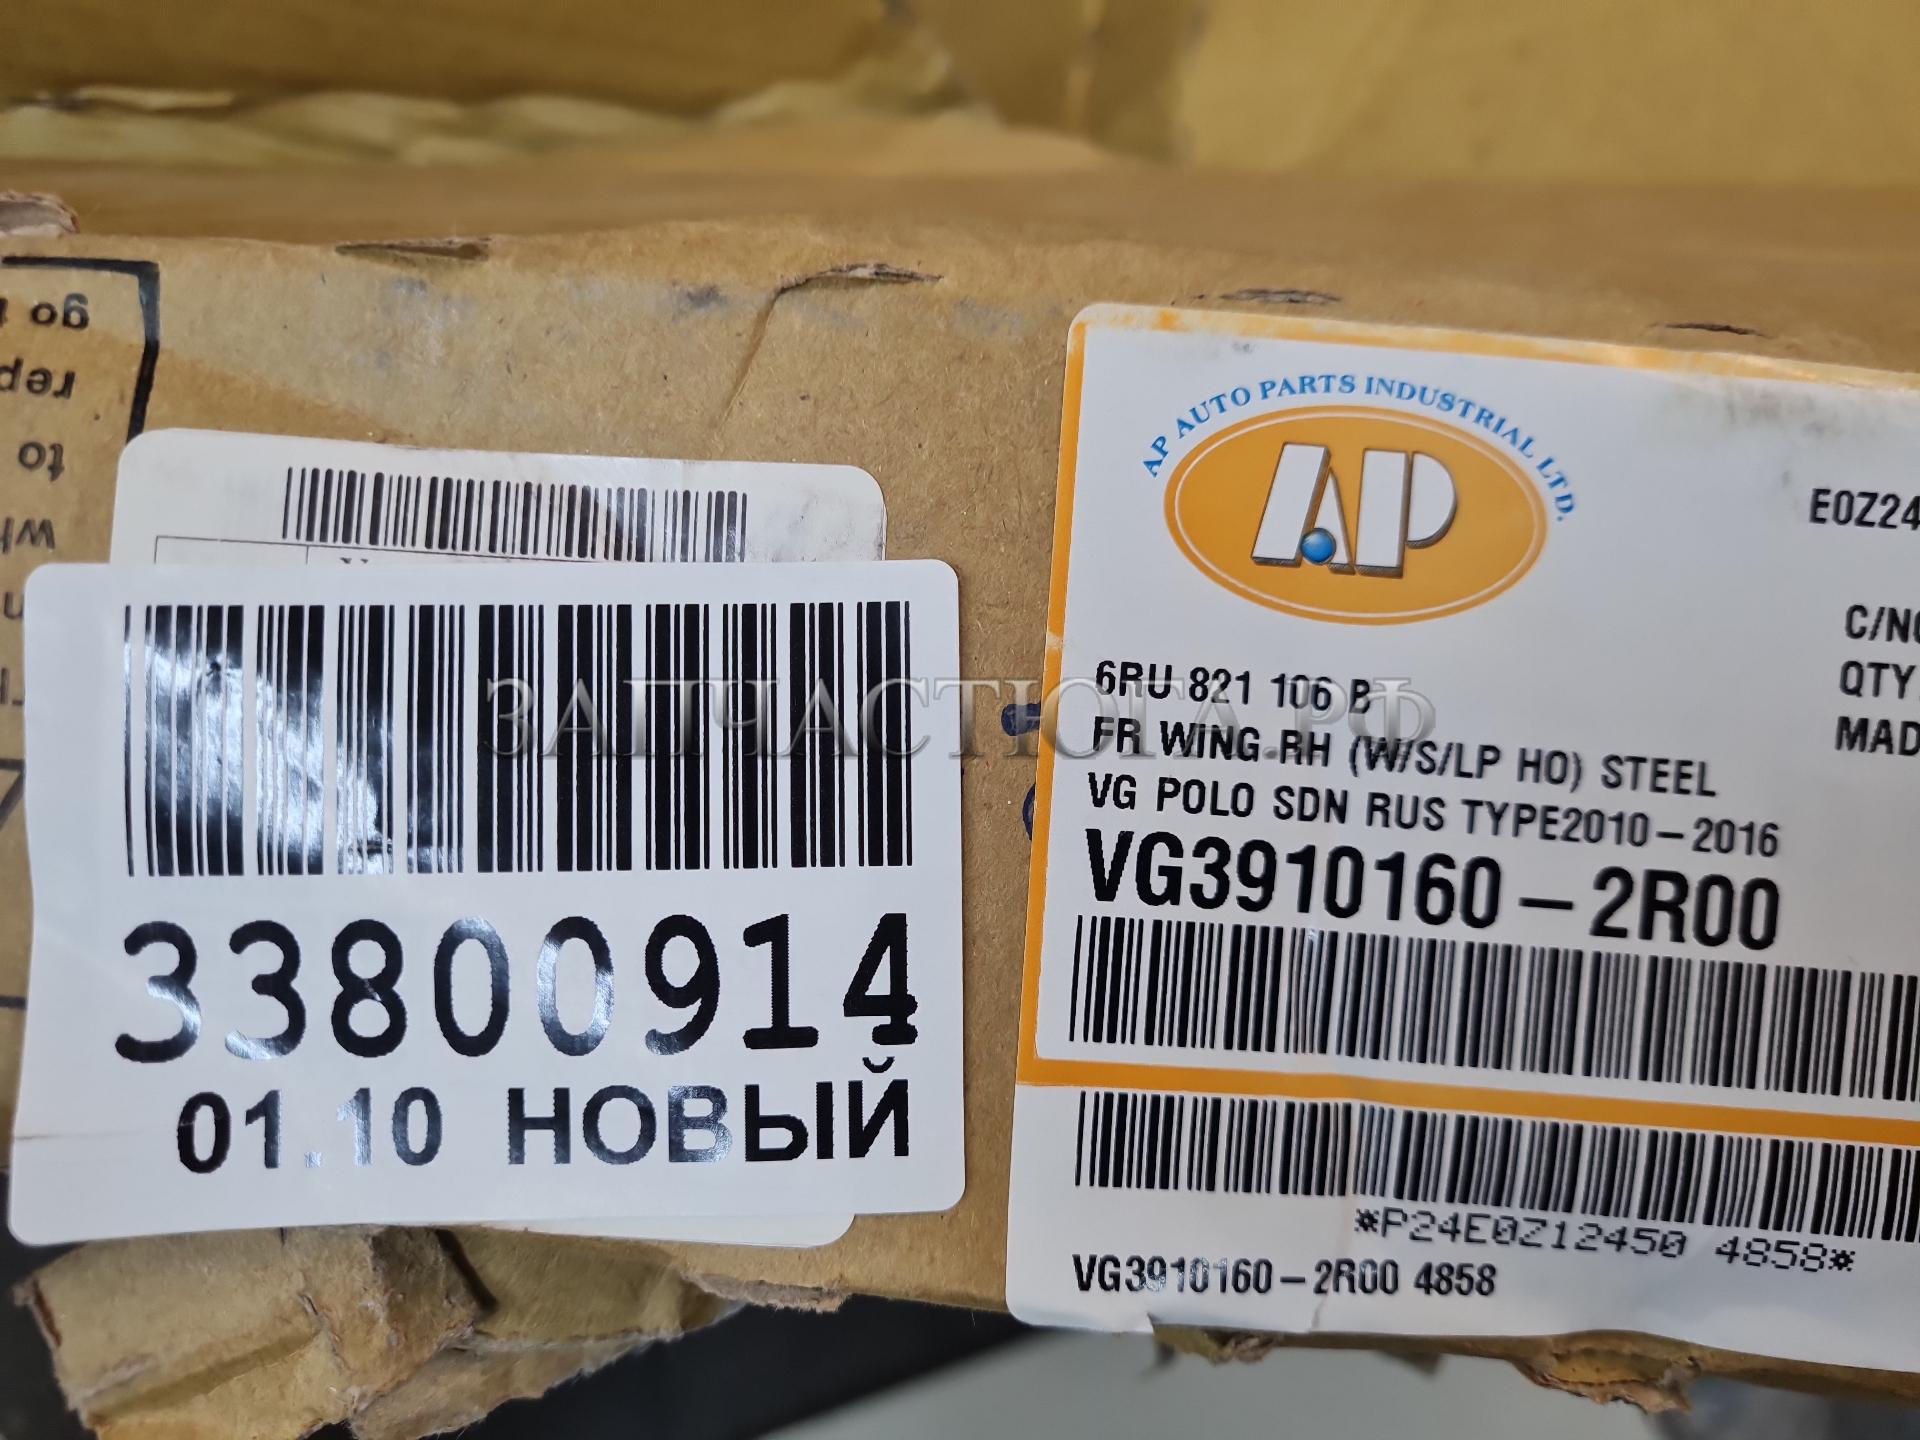 go
rep
to
wh
33800914
01.10 НОВЫЙ
AP AUTO PARTS INDUSTRIAL LTD.
AP
E0Z24
C/NO
QTY
MAD
6RU 821 106 B
FR WING RH (W/S/LP HO) STEEL
VG POLO SDN RUS TYPE2010-2016
VG3910160-2R00
*P24E0Z12450 4858*
VG3910160-2R00 4858
ЗАПЧАСТЮГА.РФ